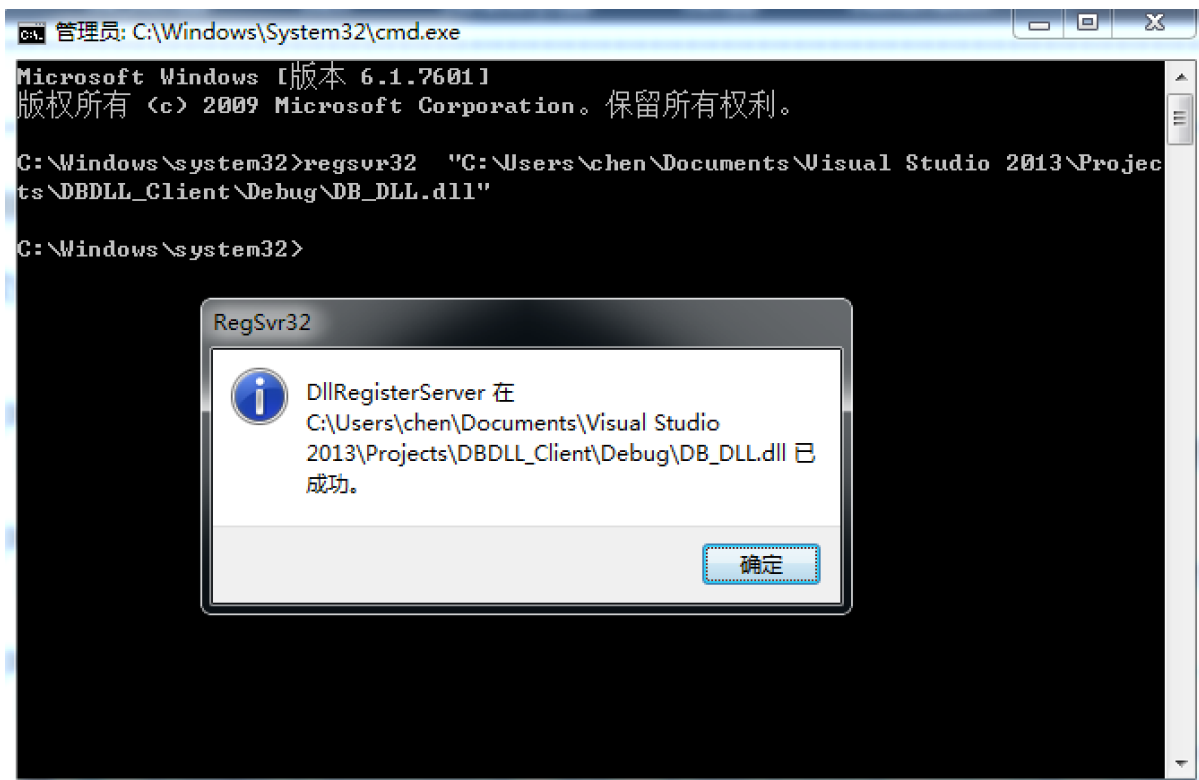 管理员: C:\Windows\System32\cmd.exe
Microsoft Windows [版本 6.1.7601]
版权所有 (c) 2009 Microsoft Corporation。保留所有权利。
C:\Windows\system32>regsvr32  "C:\Users\chen\Documents\Visual Studio 2013\Projec
ts\DBDLL_Client\Debug\DB_DLL.dll"
C:\Windows\system32>
RegSvr32
DllRegisterServer 在
C:\Users\chen\Documents\Visual Studio
2013\Projects\DBDLL_Client\Debug\DB_DLL.dll 已
成功。
确定